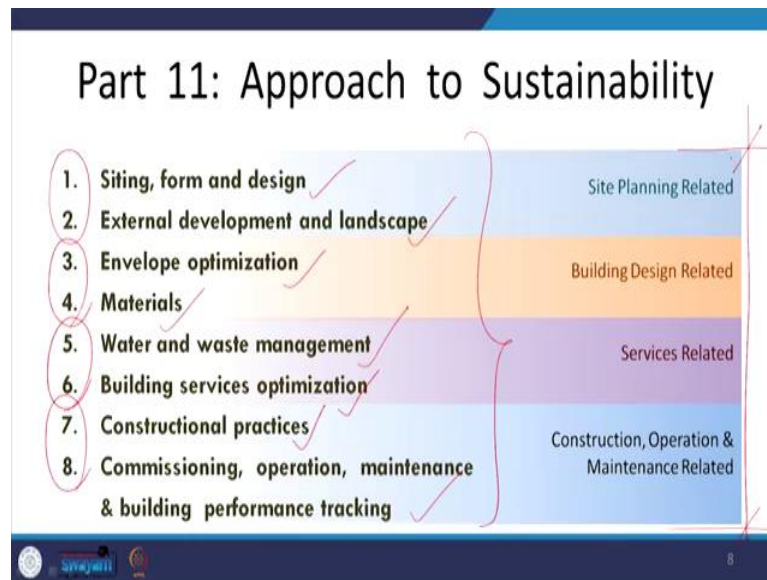 Part 11: Approach to Sustainability
1. Siting, form and design
Site Planning Related
2. External development and landscape
3. Envelope optimization
Building Design Related
4. Materials
5. Water and waste management
Services Related
6. Building services optimization
7. Constructional practices
Construction, Operation &
Maintenance Related
8. Commissioning, operation, maintenance
& building performance tracking
swayam
8